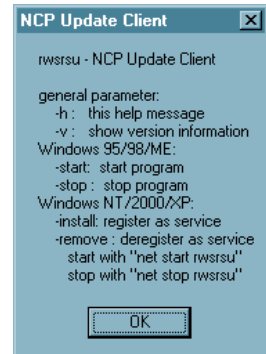 NCP Update Client
rwsrsu - NCP Update Client
general parameter:
-h : this help message
-v : show version information
Windows 95/98/ME:
-start: start program
-stop : stop program
Windows NT/2000/XP:
-install: register as service
-remove : deregister as service
start with "net start rwsrsu"
stop with "net stop rwsrsu"
OK